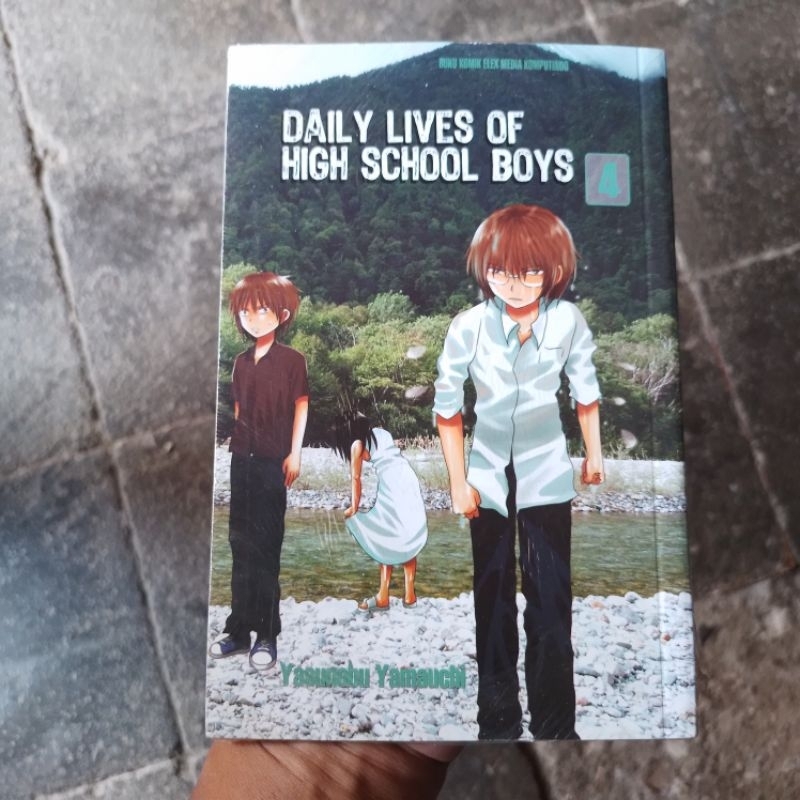 BUKU KOMIK ELEX MEDIA KOMPUTINDO
DAILY LIVES OF
HIGH SCHOOL BOYS
4
Yasunobu Yamauchi